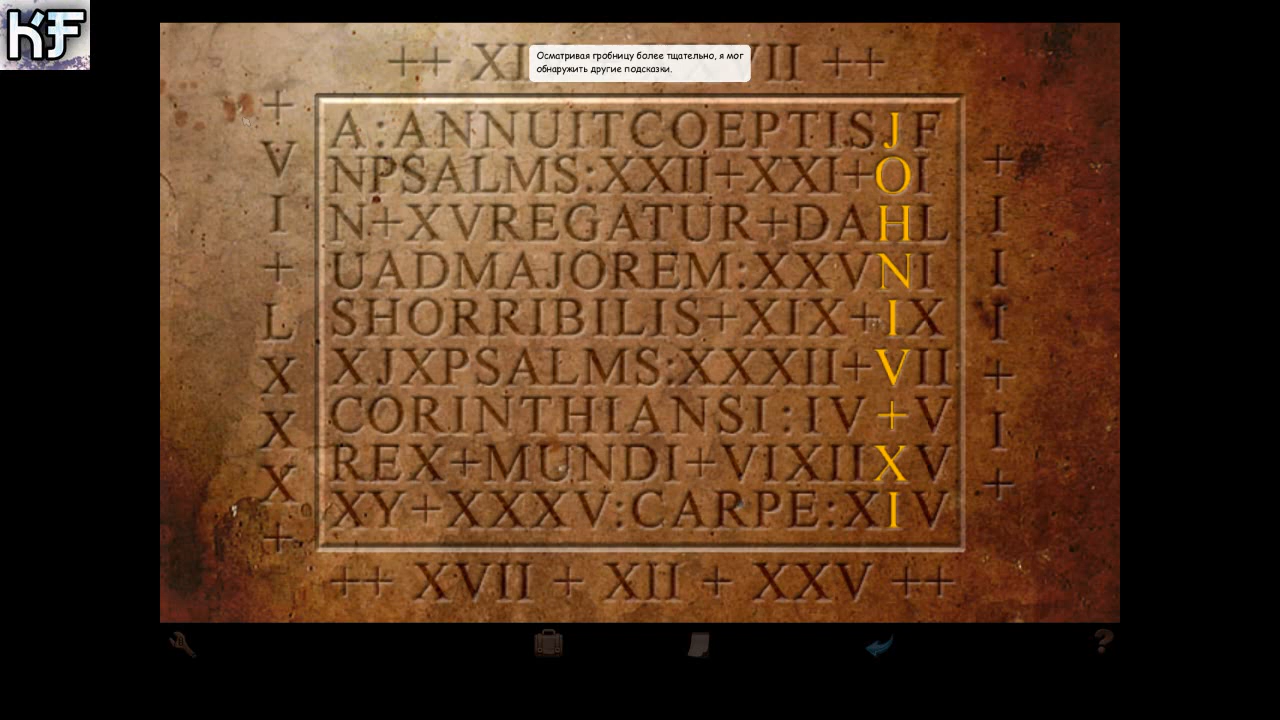 KF
++ XI VII ++
Осматривая гробницу более тщательно, я мог
обнаружить другие подсказки.
+
V
I
+
L
X
X
X
+
A:ANNUITCOEPTISJF
NPSALMS:XXII+XXI+OI
N+XVREGATUR+DAHL
UADMAJOREM:XXVNI
SHORRIBILIS+XIX+IX
XJXPSALMS:XXXII+VII
CORINTHIANSI:IV+V
REX+MUNDI+VIXIIXV
XY+XXXV:CARPE:XIV
+
I
I
I
+
I
+
++ XVII + XII + XXV ++
?